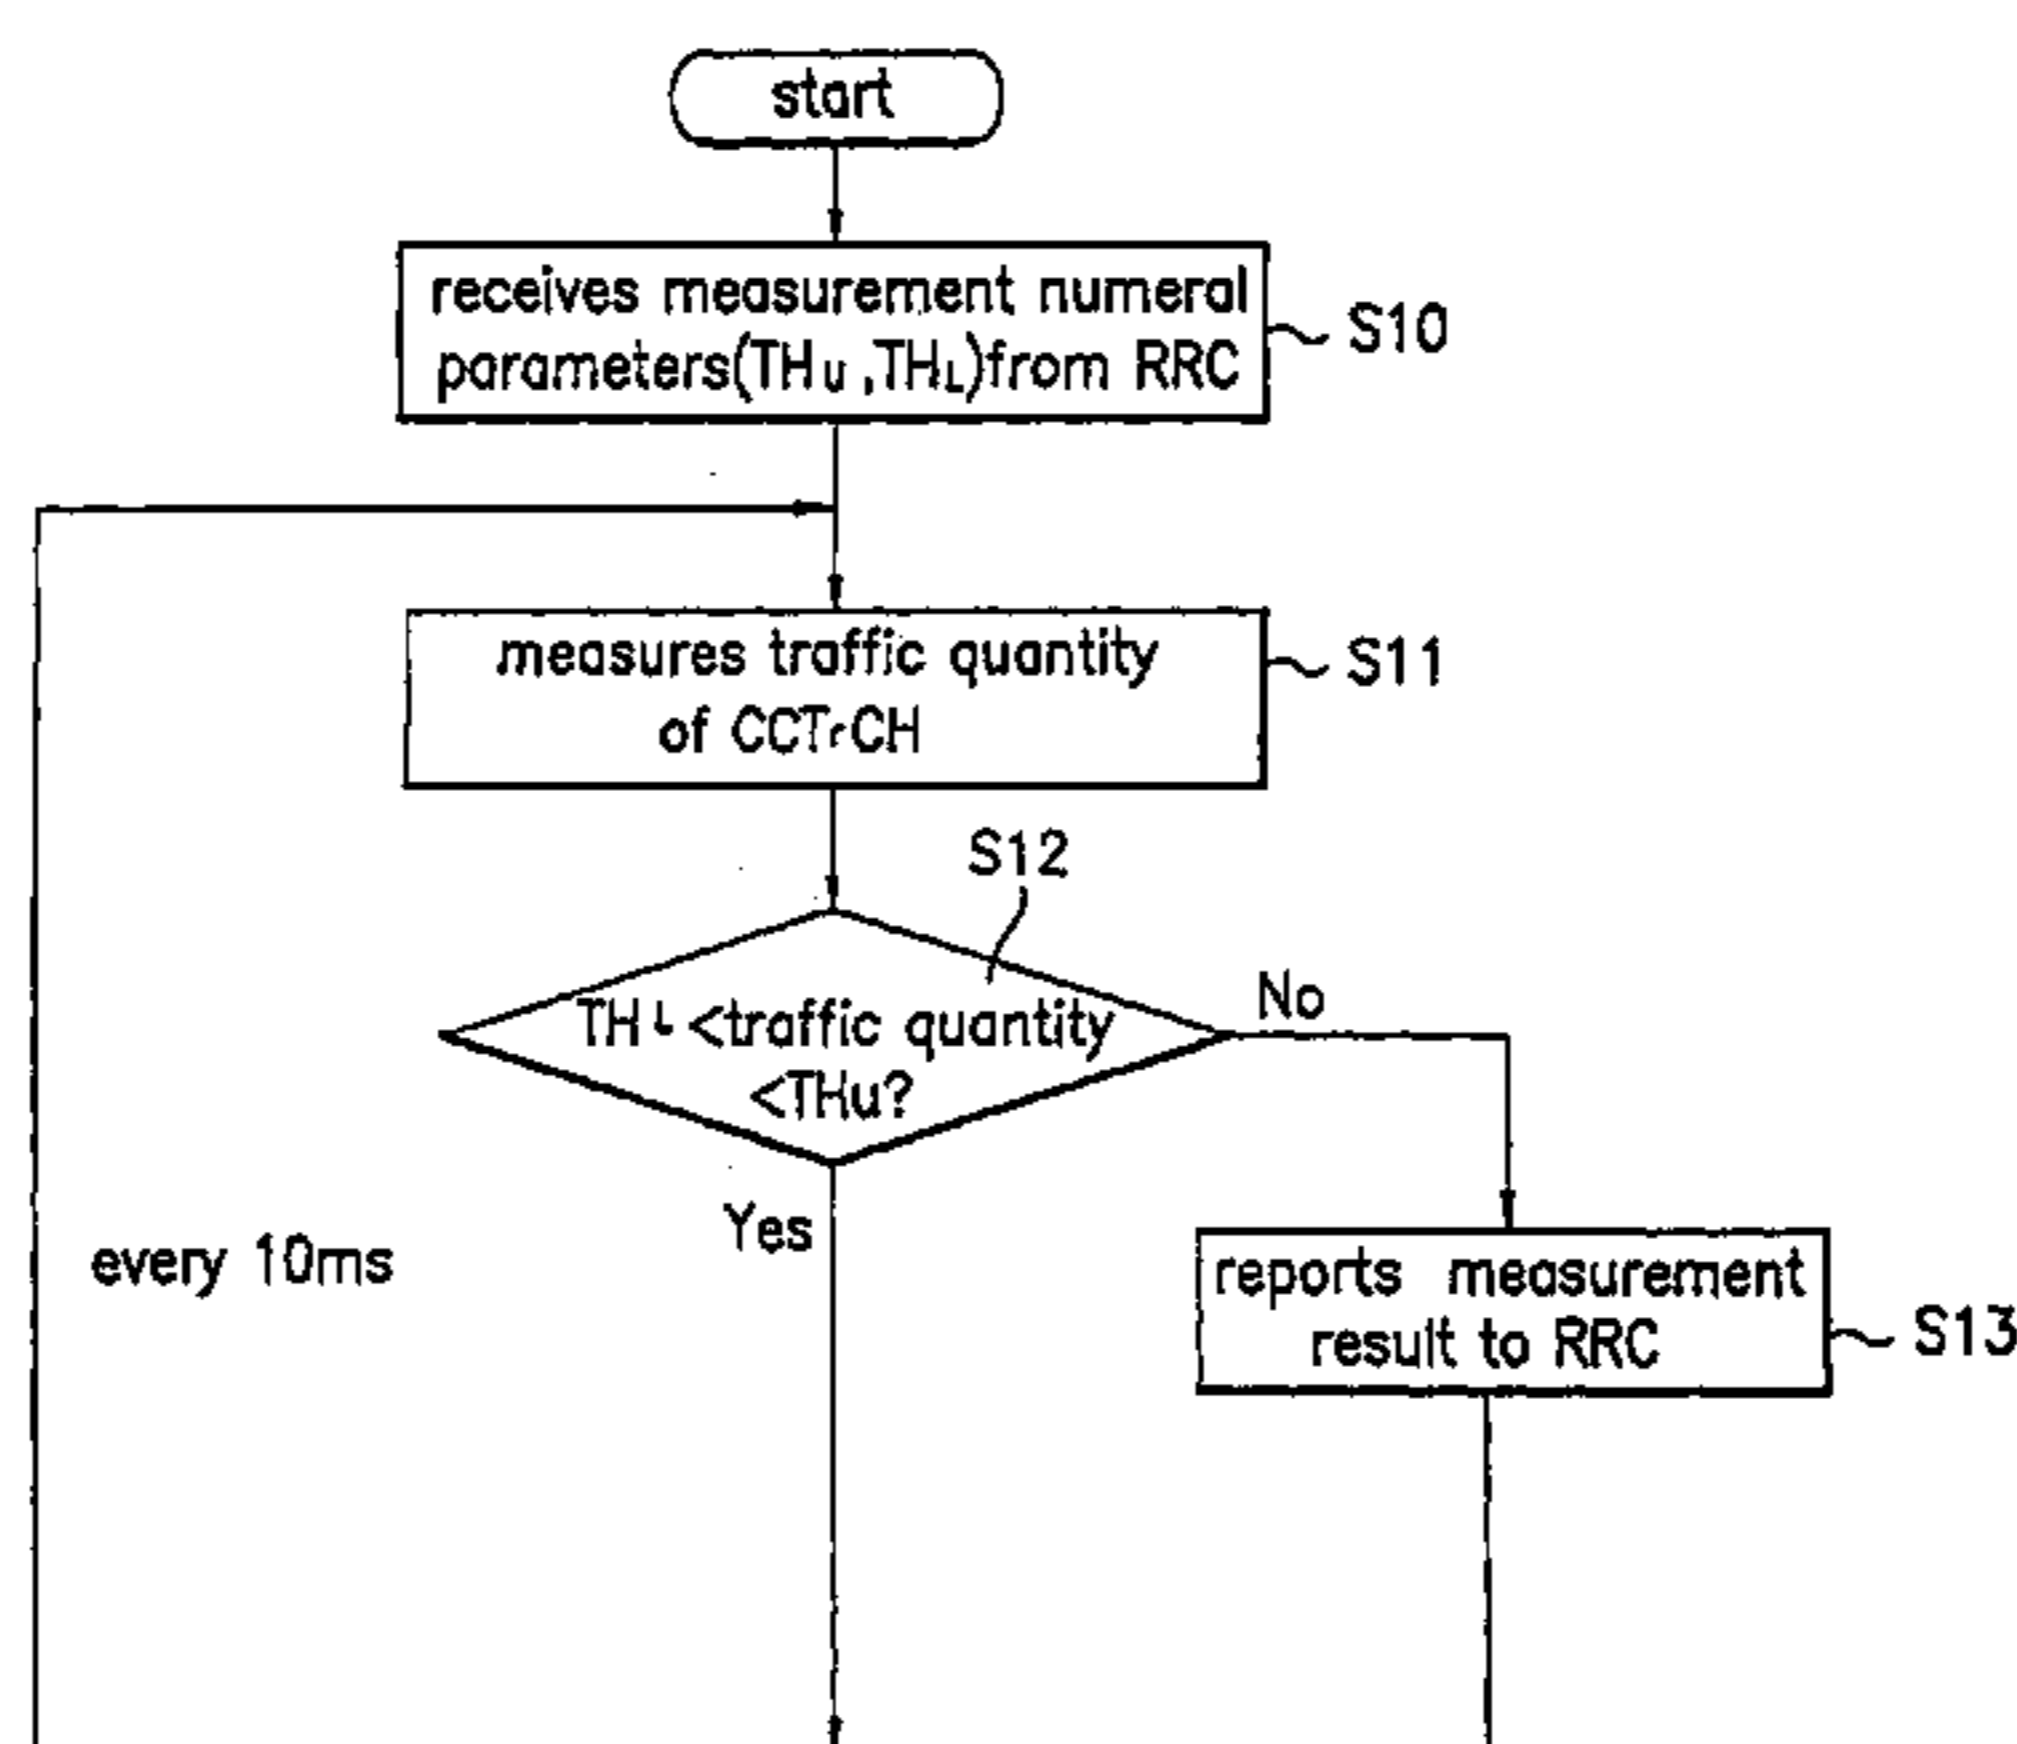 start
receives measurement numeral
parameters(THU ,THL)from RRC
S10
measures traffic quantity
of CCTrCH
S11
S12
THL <traffic quantity
<THu?
No
Yes
every 10ms
reports measurement
result to RRC
S13